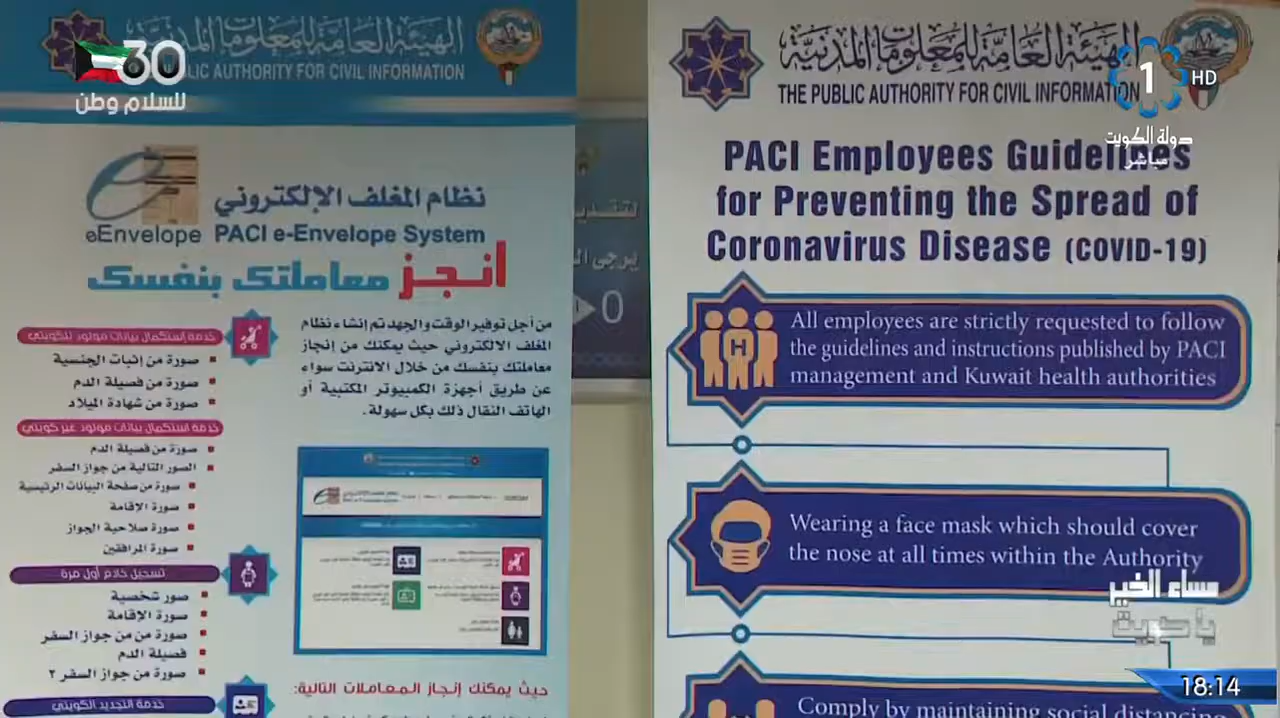 30
للسلام وطن
الهيئة العامة للمعلومات المدنية
PUBLIC AUTHORITY FOR CIVIL INFORMATION
eEnvelope
نظام المغلف الإلكتروني
PACI e-Envelope System
انجز معاملتك بنفسك
من أجل توفير الوقت والجهد تم إنشاء نظام
المغلف الالكتروني حيث يمكنك من إنجاز
معاملتك بنفسك من خلال الانترنت سواء
عن طريق أجهزة الكمبيوتر المكتبية أو
الهاتف النقال ذلك بكل سهولة.
خدمة استكمال بيانات مولود للكويتي
صورة من إثبات الجنسية
صورة من فصيلة الدم
صورة من شهادة الميلاد
خدمة استكمال بيانات مولود غير كويتي
صورة من فصيلة الدم
الصور التالية من جواز السفر
صورة من صفحة البيانات الرئيسية
صورة الإقامة
صورة صلاحية الجواز
صورة المرافقين
تسجيل خادم أول مرة
صور شخصية
صورة الإقامة
صورة من من جواز السفر
فصيلة الدم
صورة من جواز السفر ٢
خدمة التجديد الكويتي
حيث يمكنك إنجاز المعاملات التالية:
يرجى
0
الهيئة العامة للمعلومات المدنية
THE PUBLIC AUTHORITY FOR CIVIL INFORMATION
1 HD
دولة الكويت
مباشر
PACI Employees Guidelines
for Preventing the Spread of
Coronavirus Disease (COVID-19)
H
All employees are strictly requested to follow
the guidelines and instructions published by PACI
management and Kuwait health authorities
Wearing a face mask which should cover
the nose at all times within the Authority
Comply by maintaining social
مساء الخير
يا كويت
18:14